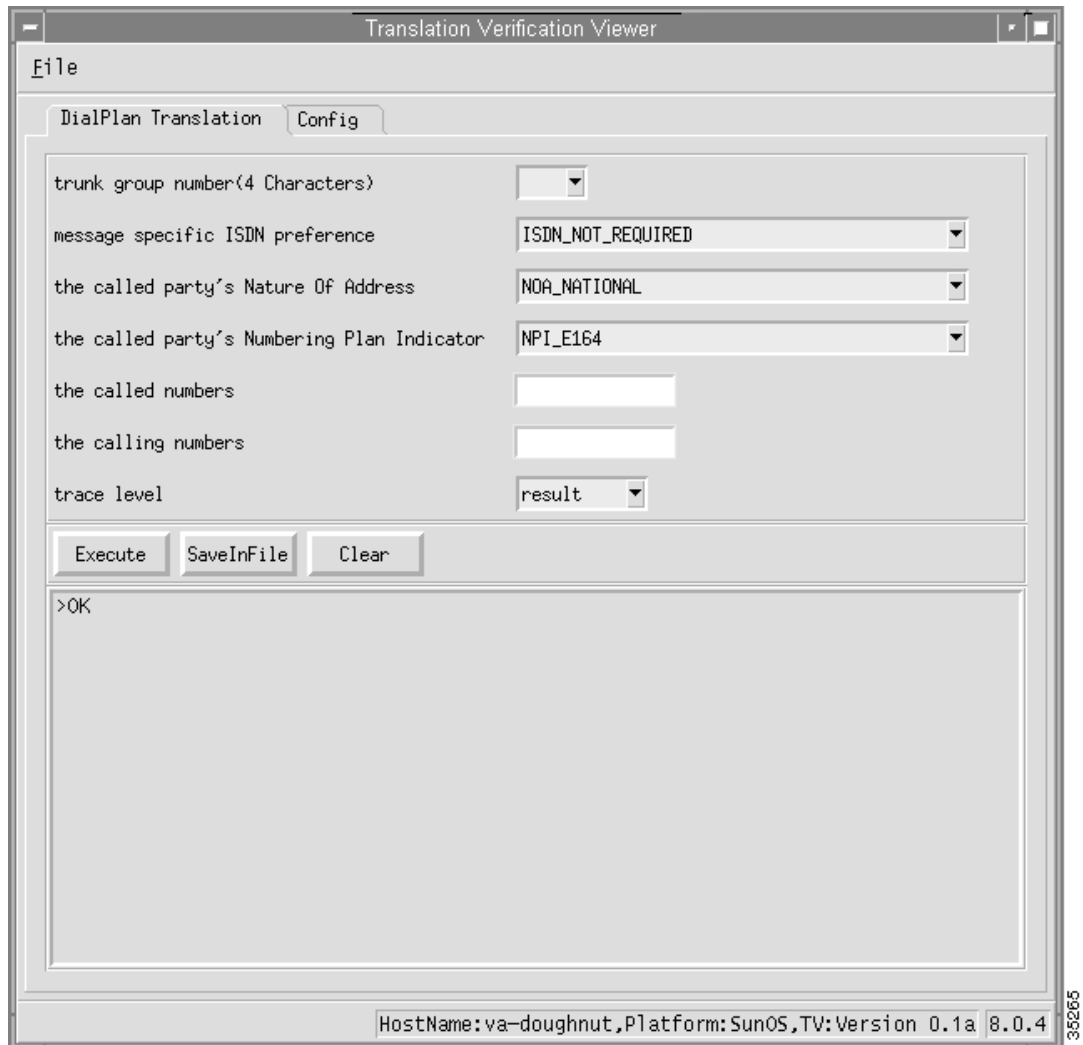 Translation Verification Viewer
File
DialPlan Translation Config
trunk group number(4 Characters)
message specific ISDN preference ISDN_NOT_REQUIRED
the called party's Nature Of Address NOA_NATIONAL
the called party's Numbering Plan Indicator NPI_E164
the called numbers
the calling numbers
trace level result
Execute SaveInFile Clear
>OK
HostName:va-doughnut,Platform:SunOS,TV:Version 0.1a 8.0.4
35265